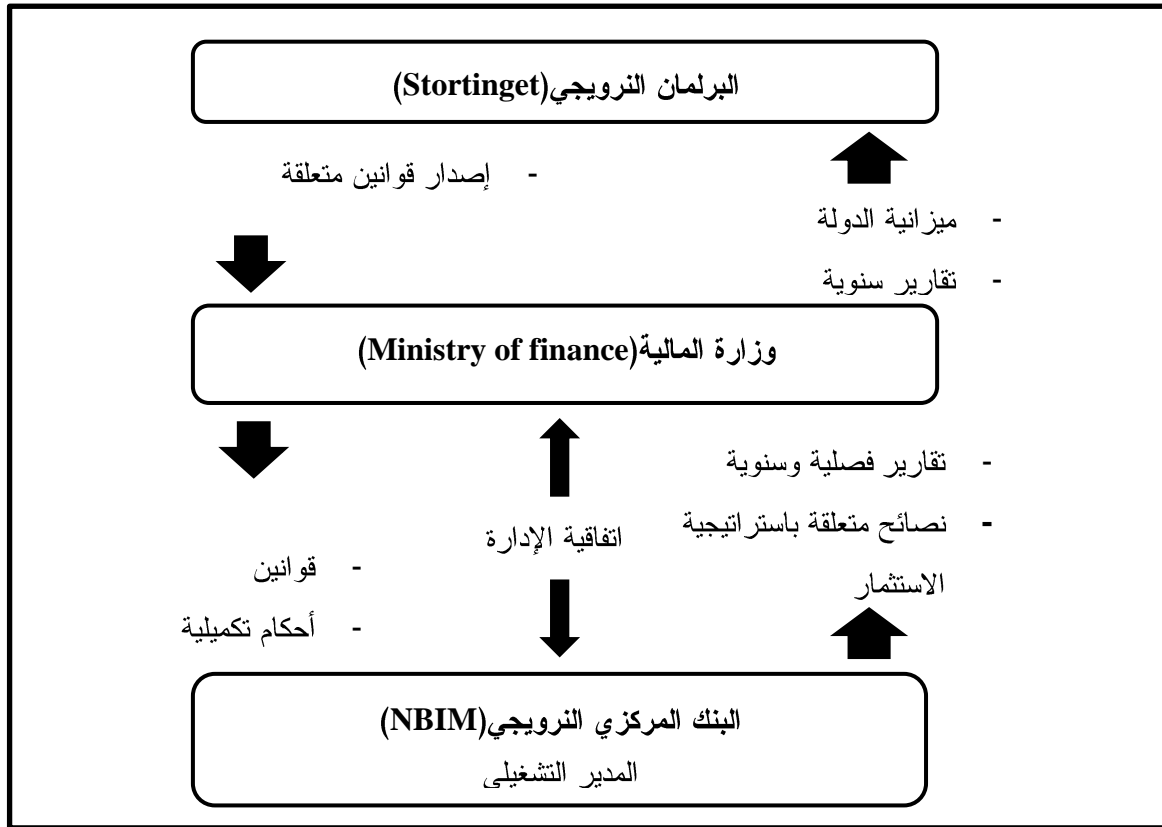 البرلمان النرويجي(Stortinget)
- إصدار قوانين متعلقة
- ميزانية الدولة
- تقارير سنوية
وزارة المالية(Ministry of finance)
- تقارير فصلية وسنوية
- نصائح متعلقة باستراتيجية
الاستثمار
اتفاقية الإدارة
- قوانين
- أحكام تكميلية
البنك المركزي النرويجي(NBIM)
المدير التشغيلي